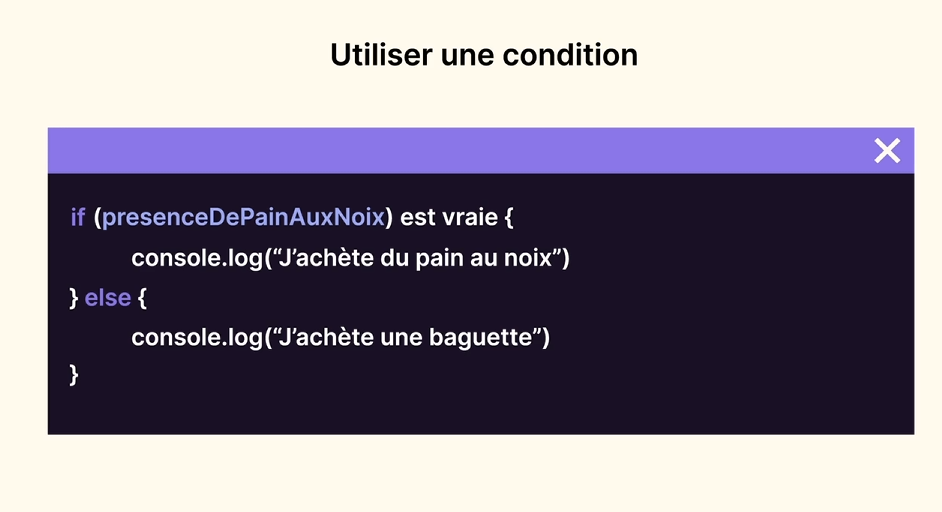 Utiliser une condition
if (presenceDePainAuxNoix) est vraie {
console.log(“J’achète du pain au noix”)
} else {
console.log(“J’achète une baguette”)
}